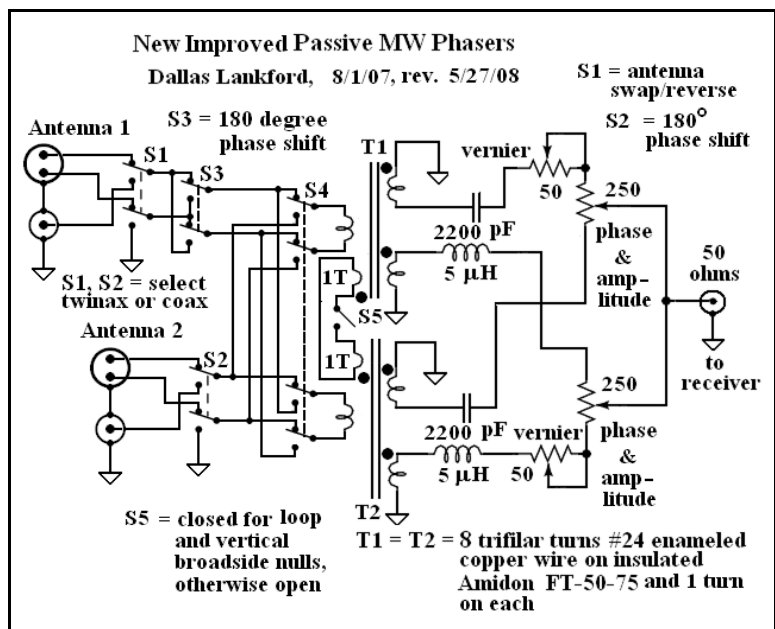 New Improved Passive MW Phasers
Dallas Lankford, 8/1/07, rev. 5/27/08
S1 = antenna
swap/reverse
S2 = 180°
phase shift
S3 = 180 degree
phase shift
Antenna 1
S1
S3
S4
T1
vernier
50
250
2200 pF
5 μH
phase
&
amp-
litude
50
ohms
to
receiver
S1, S2 = select
twinax or coax
1T
S5
1T
Antenna 2
S2
250
2200 pF
vernier
5 μH
50
phase
&
amp-
litude
T2
S5 = closed for loop
and vertical
broadside nulls,
otherwise open
T1 = T2 = 8 trifilar turns #24 enameled
copper wire on insulated
Amidon FT-50-75 and 1 turn
on each